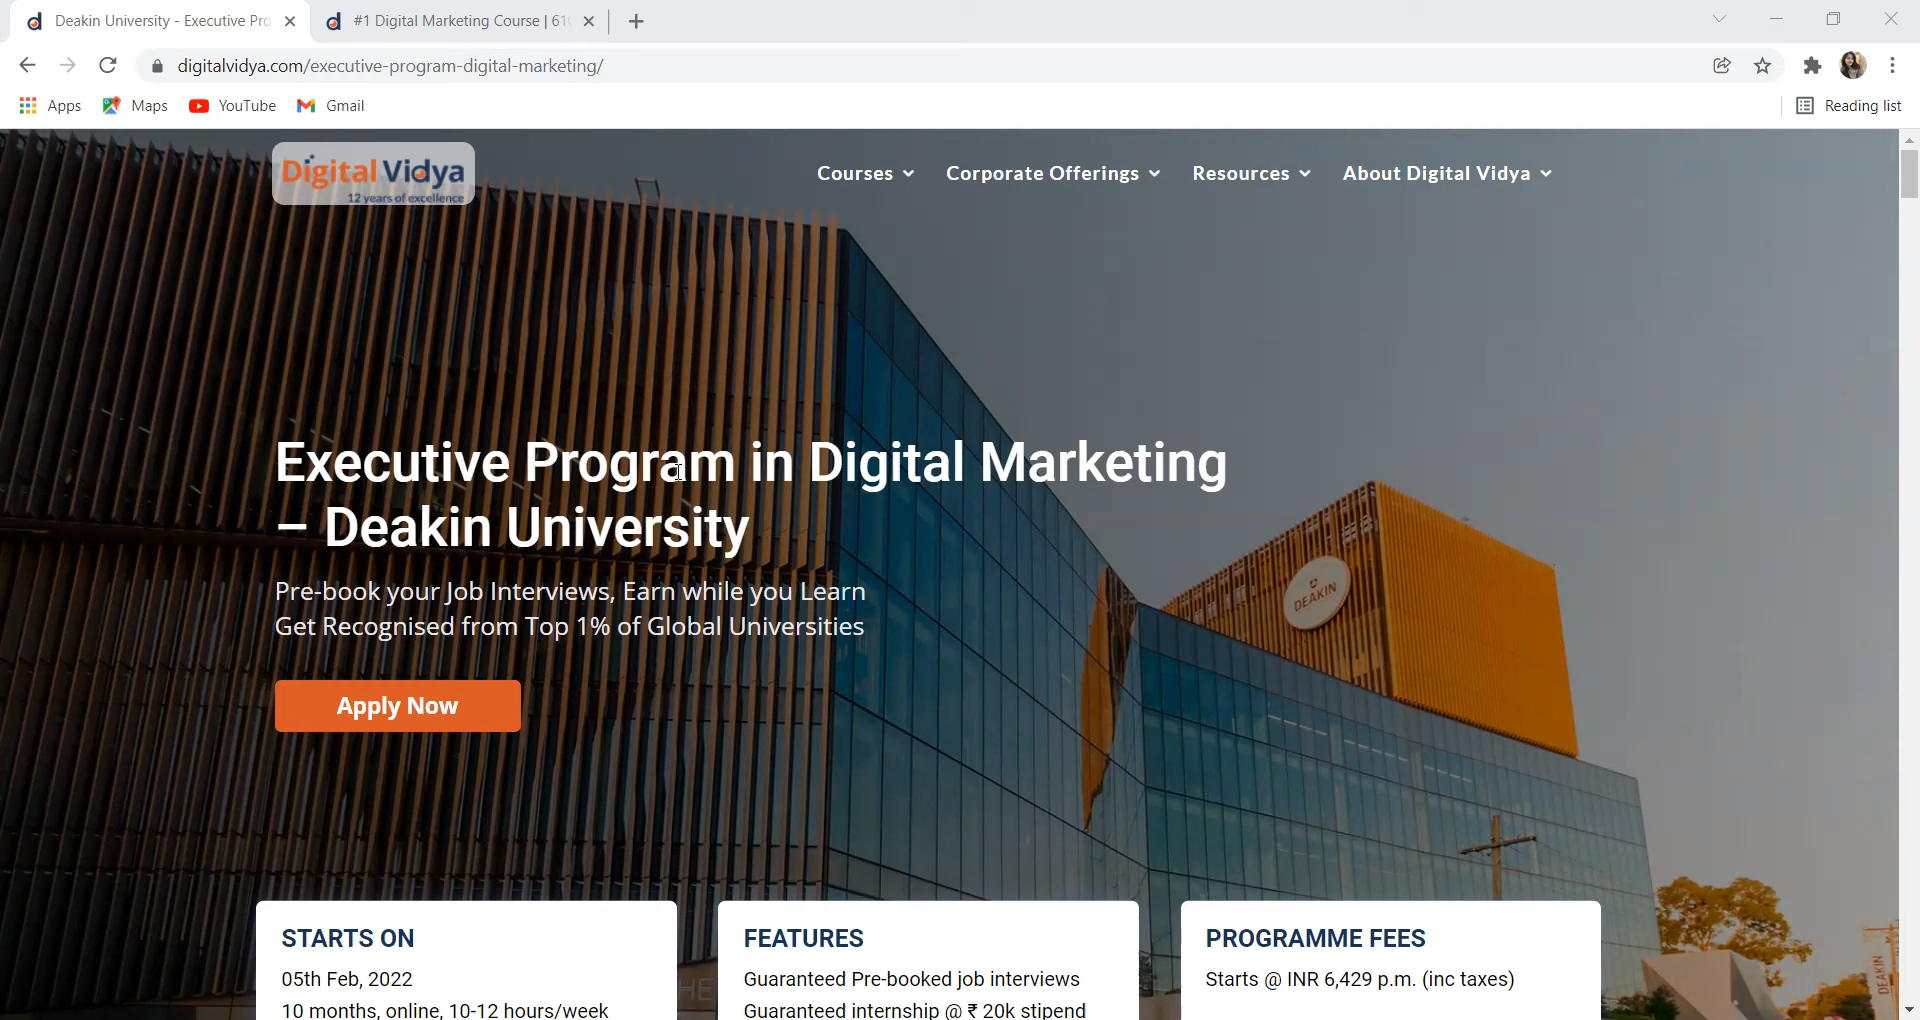 Deakin University - Executive Pro
#1 Digital Marketing Course | 610
digitalvidya.com/executive-program-digital-marketing/
Apps
Maps
YouTube
Gmail
Reading list
Digital Vidya
12 years of excellence
Courses
Corporate Offerings
Resources
About Digital Vidya
Executive Program in Digital Marketing
– Deakin University
Pre-book your Job Interviews, Earn while you Learn
Get Recognised from Top 1% of Global Universities
DEAKIN
Apply Now
STARTS ON
05th Feb, 2022
10 months, online, 10-12 hours/week
FEATURES
Guaranteed Pre-booked job interviews
Guaranteed internship @ ₹ 20k stipend
PROGRAMME FEES
Starts @ INR 6,429 p.m. (inc taxes)
HE
DEAKIN